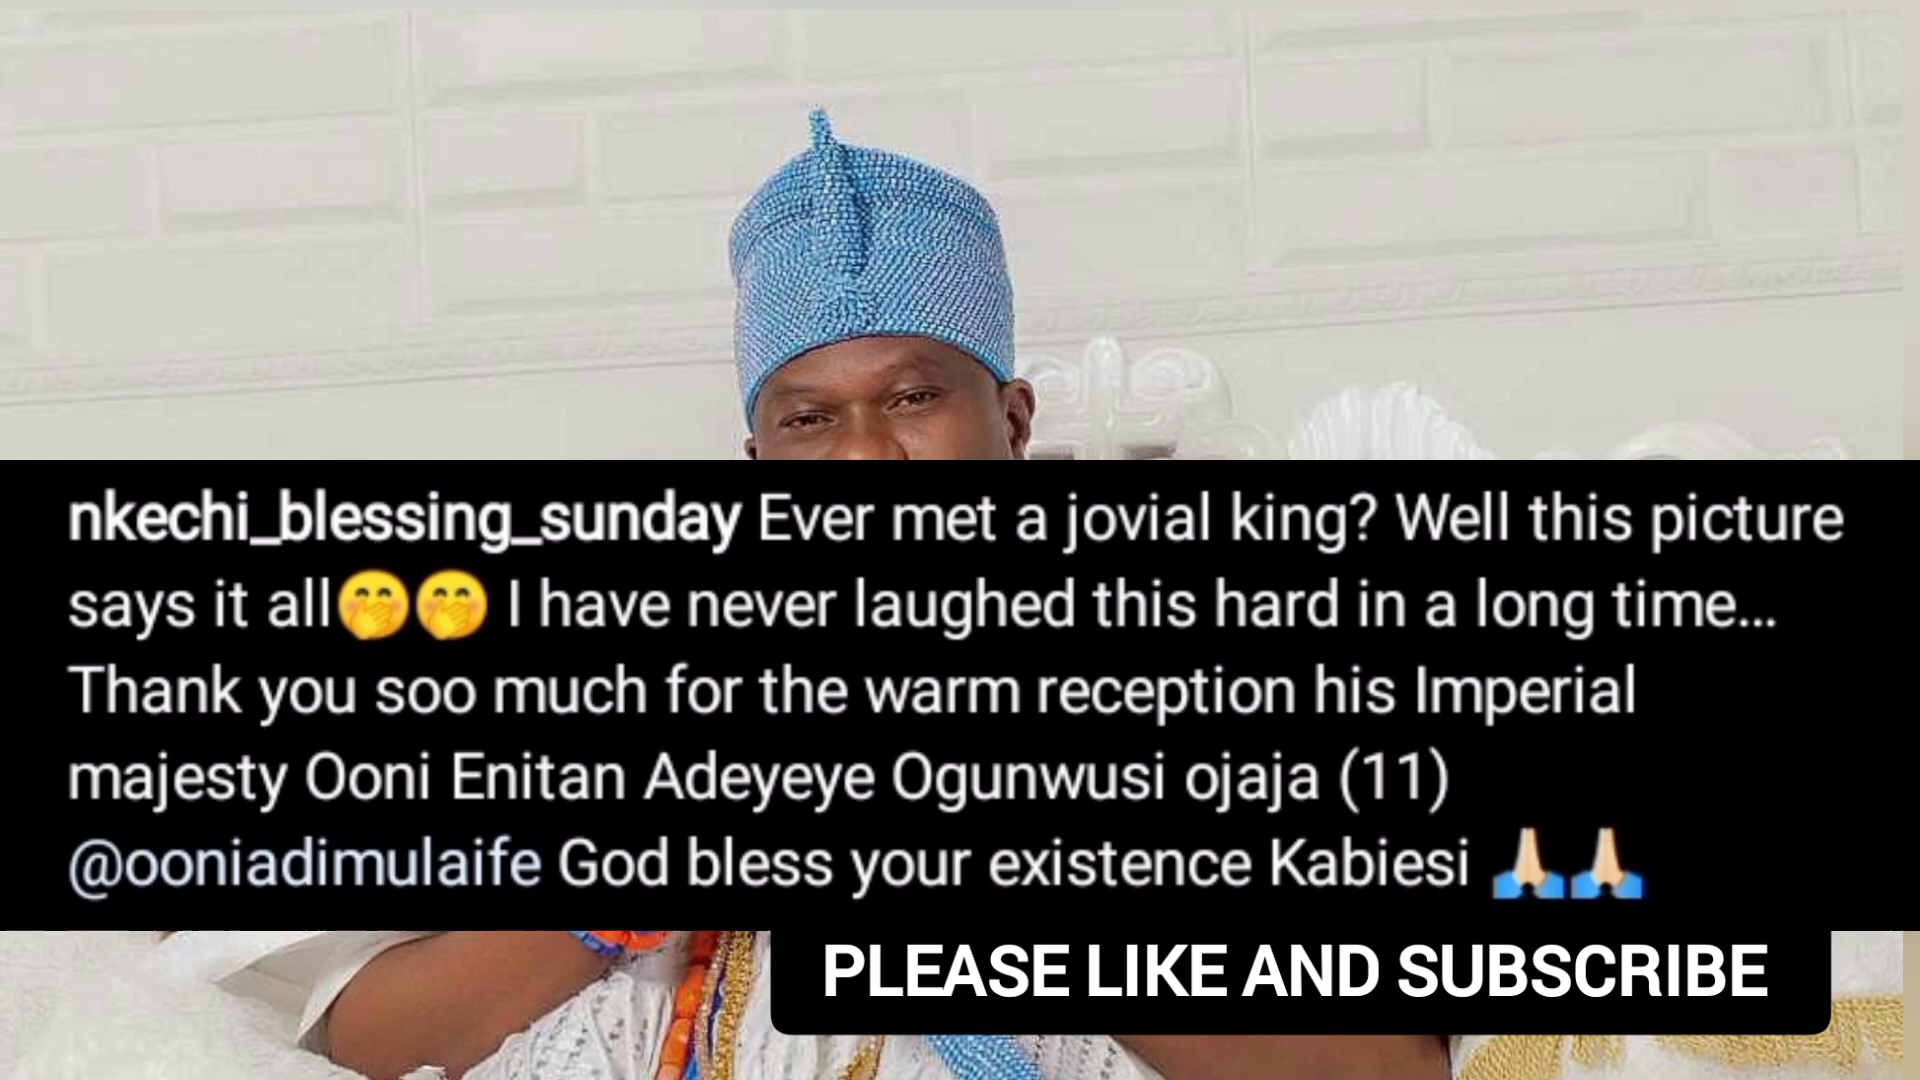 nkechi_blessing_sunday Ever met a jovial king? Well this picture
says it all🤭🤭 I have never laughed this hard in a long time...
Thank you soo much for the warm reception his Imperial
majesty Ooni Enitan Adeyeye Ogunwusi ojaja (11)
@ooniadimulaife God bless your existence Kabiesi 🙏🏻🙏🏻
PLEASE LIKE AND SUBSCRIBE